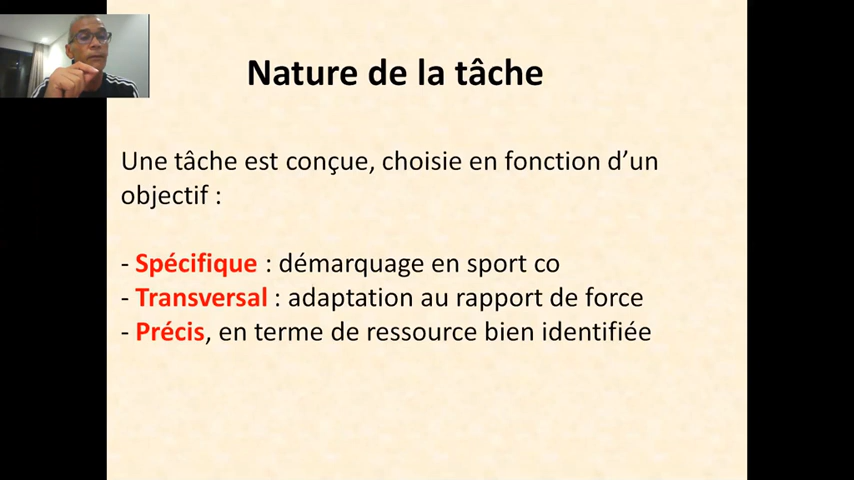 Nature de la tâche
Une tâche est conçue, choisie en fonction d’un
objectif :
- Spécifique : démarquage en sport co
- Transversal : adaptation au rapport de force
- Précis, en terme de ressource bien identifiée